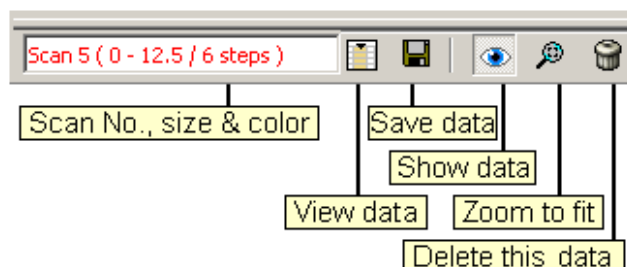 Scan 5 ( 0 - 12.5 / 6 steps )
Scan No., size & color
Save data
Show data
View data
Zoom to fit
Delete this data